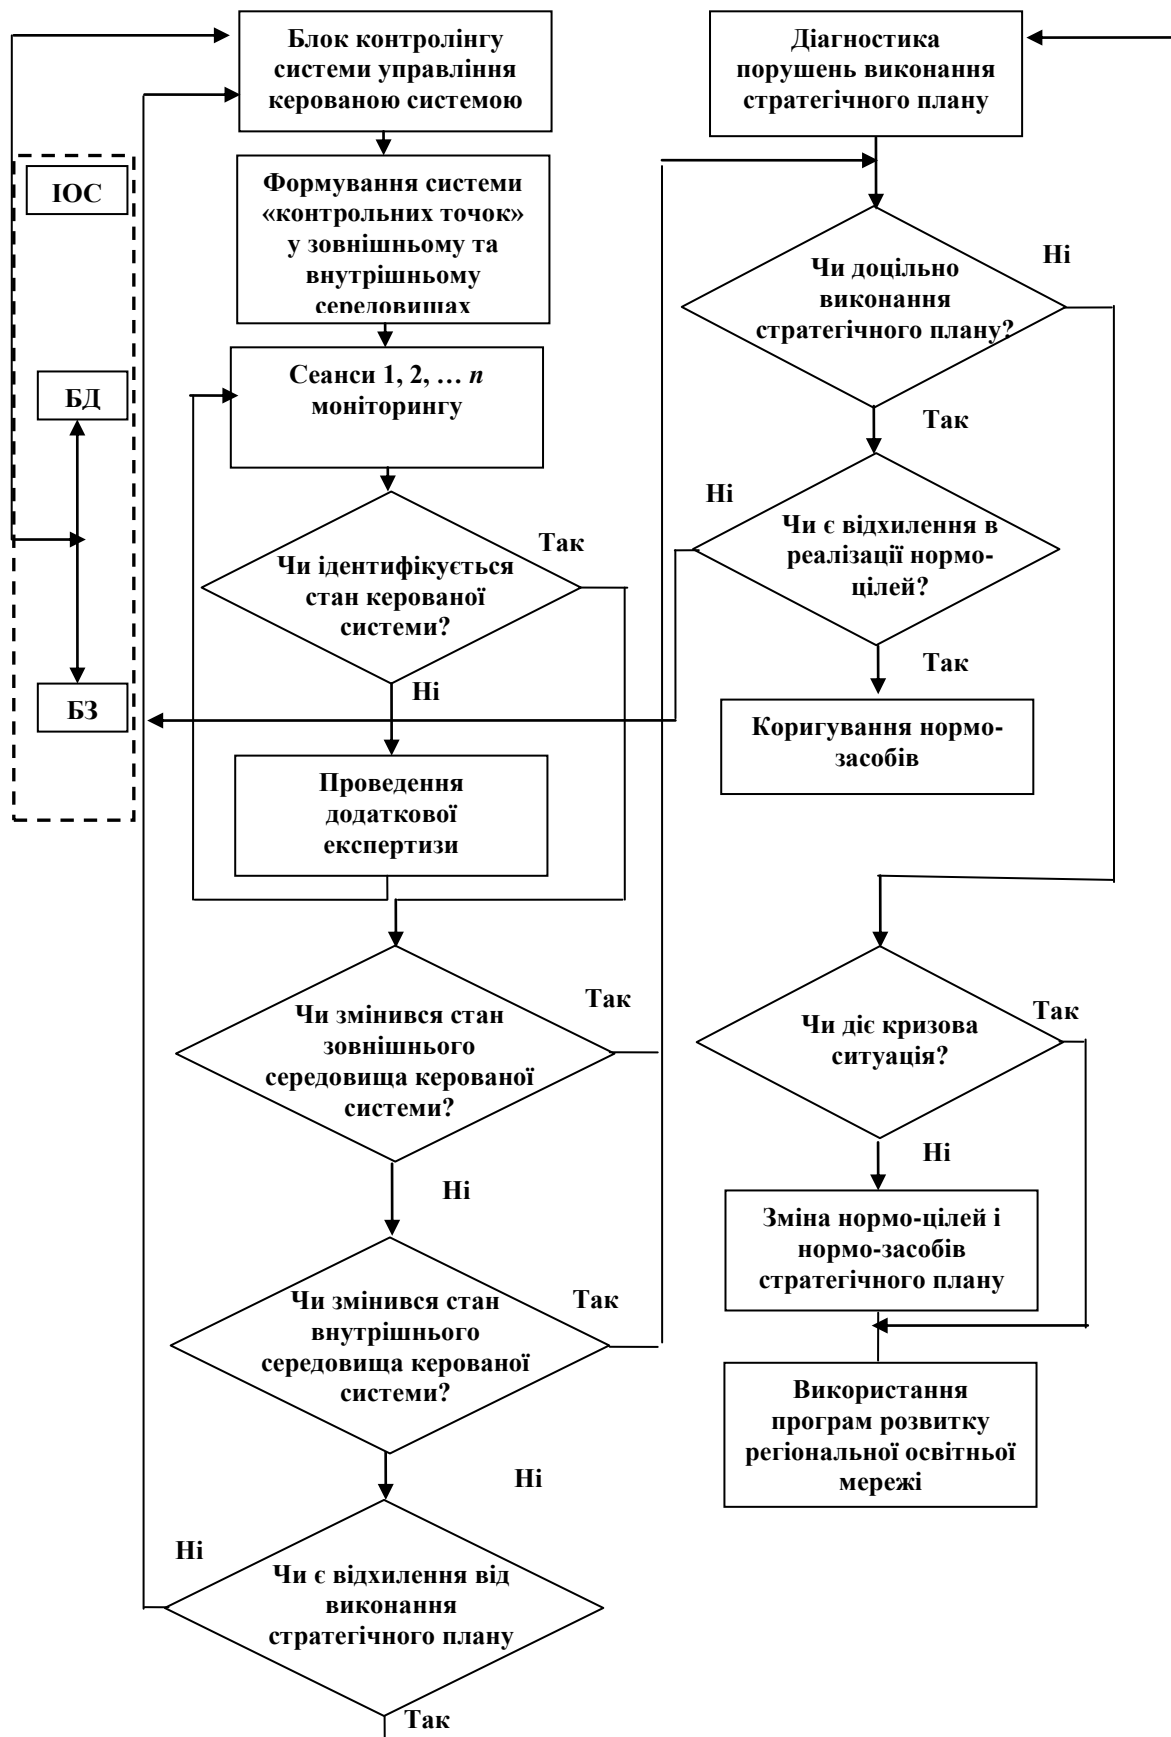 Блок контролінгу
системи управління
керованою системою
ІОС
БД
БЗ
Формування системи
«контрольних точок»
у зовнішньому та
внутрішньому
середовищах
Сеанси 1, 2, … n
моніторингу
Чи ідентифікується
стан керованої
системи?
Так
Ні
Проведення
додаткової
експертизи
Чи змінився стан
зовнішнього
середовища керованої
системи?
Так
Ні
Чи змінився стан
внутрішнього
середовища керованої
системи?
Так
Ні
Чи є відхилення від
виконання
стратегічного плану
Ні
Так
Діагностика
порушень виконання
стратегічного плану
Чи доцільно
виконання
стратегічного плану?
Ні
Так
Чи є відхилення в
реалізації нормо-
цілей?
Ні
Так
Коригування нормо-
засобів
Чи діє кризова
ситуація?
Так
Ні
Зміна нормо-цілей і
нормо-засобів
стратегічного плану
Використання
програм розвитку
регіональної освітньої
мережі